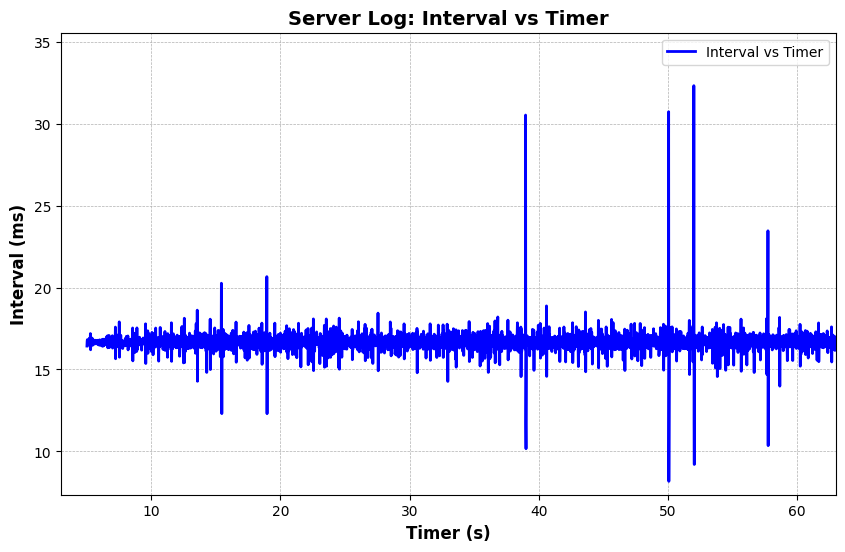 Server Log: Interval vs Timer
Interval vs Timer
35
30
25
20
15
10
Interval (ms)
10 20 30 40 50 60
Timer (s)